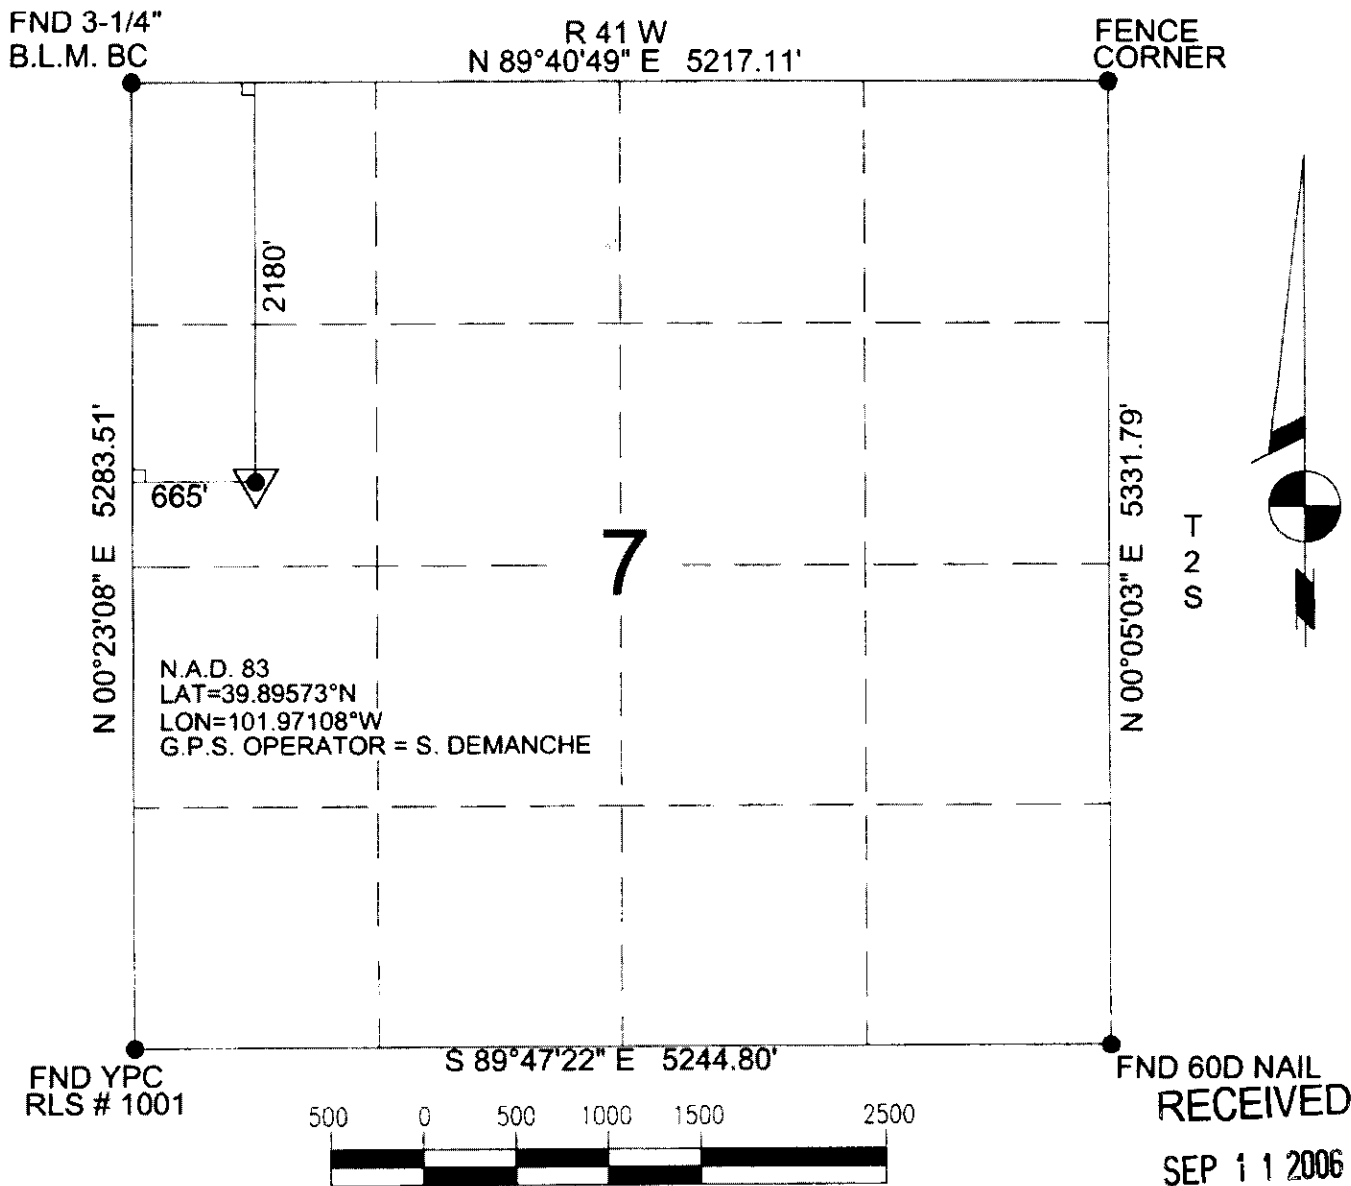 FND 3-1/4"
B.L.M. BC
R 41 W
N 89°40'49" E 5217.11'
FENCE
CORNER
2180'
665'
N 00°23'08" E 5283.51'
7
N 00°05'03" E 5331.79'
T
2
S
N.A.D. 83
LAT=39.89573°N
LON=101.97108°W
G.P.S. OPERATOR = S. DEMANCHE
S 89°47'22" E 5244.80'
FND YPC
RLS # 1001
FND 60D NAIL
RECEIVED
500 0 500 1000 1500 2500
SEP 11 2006